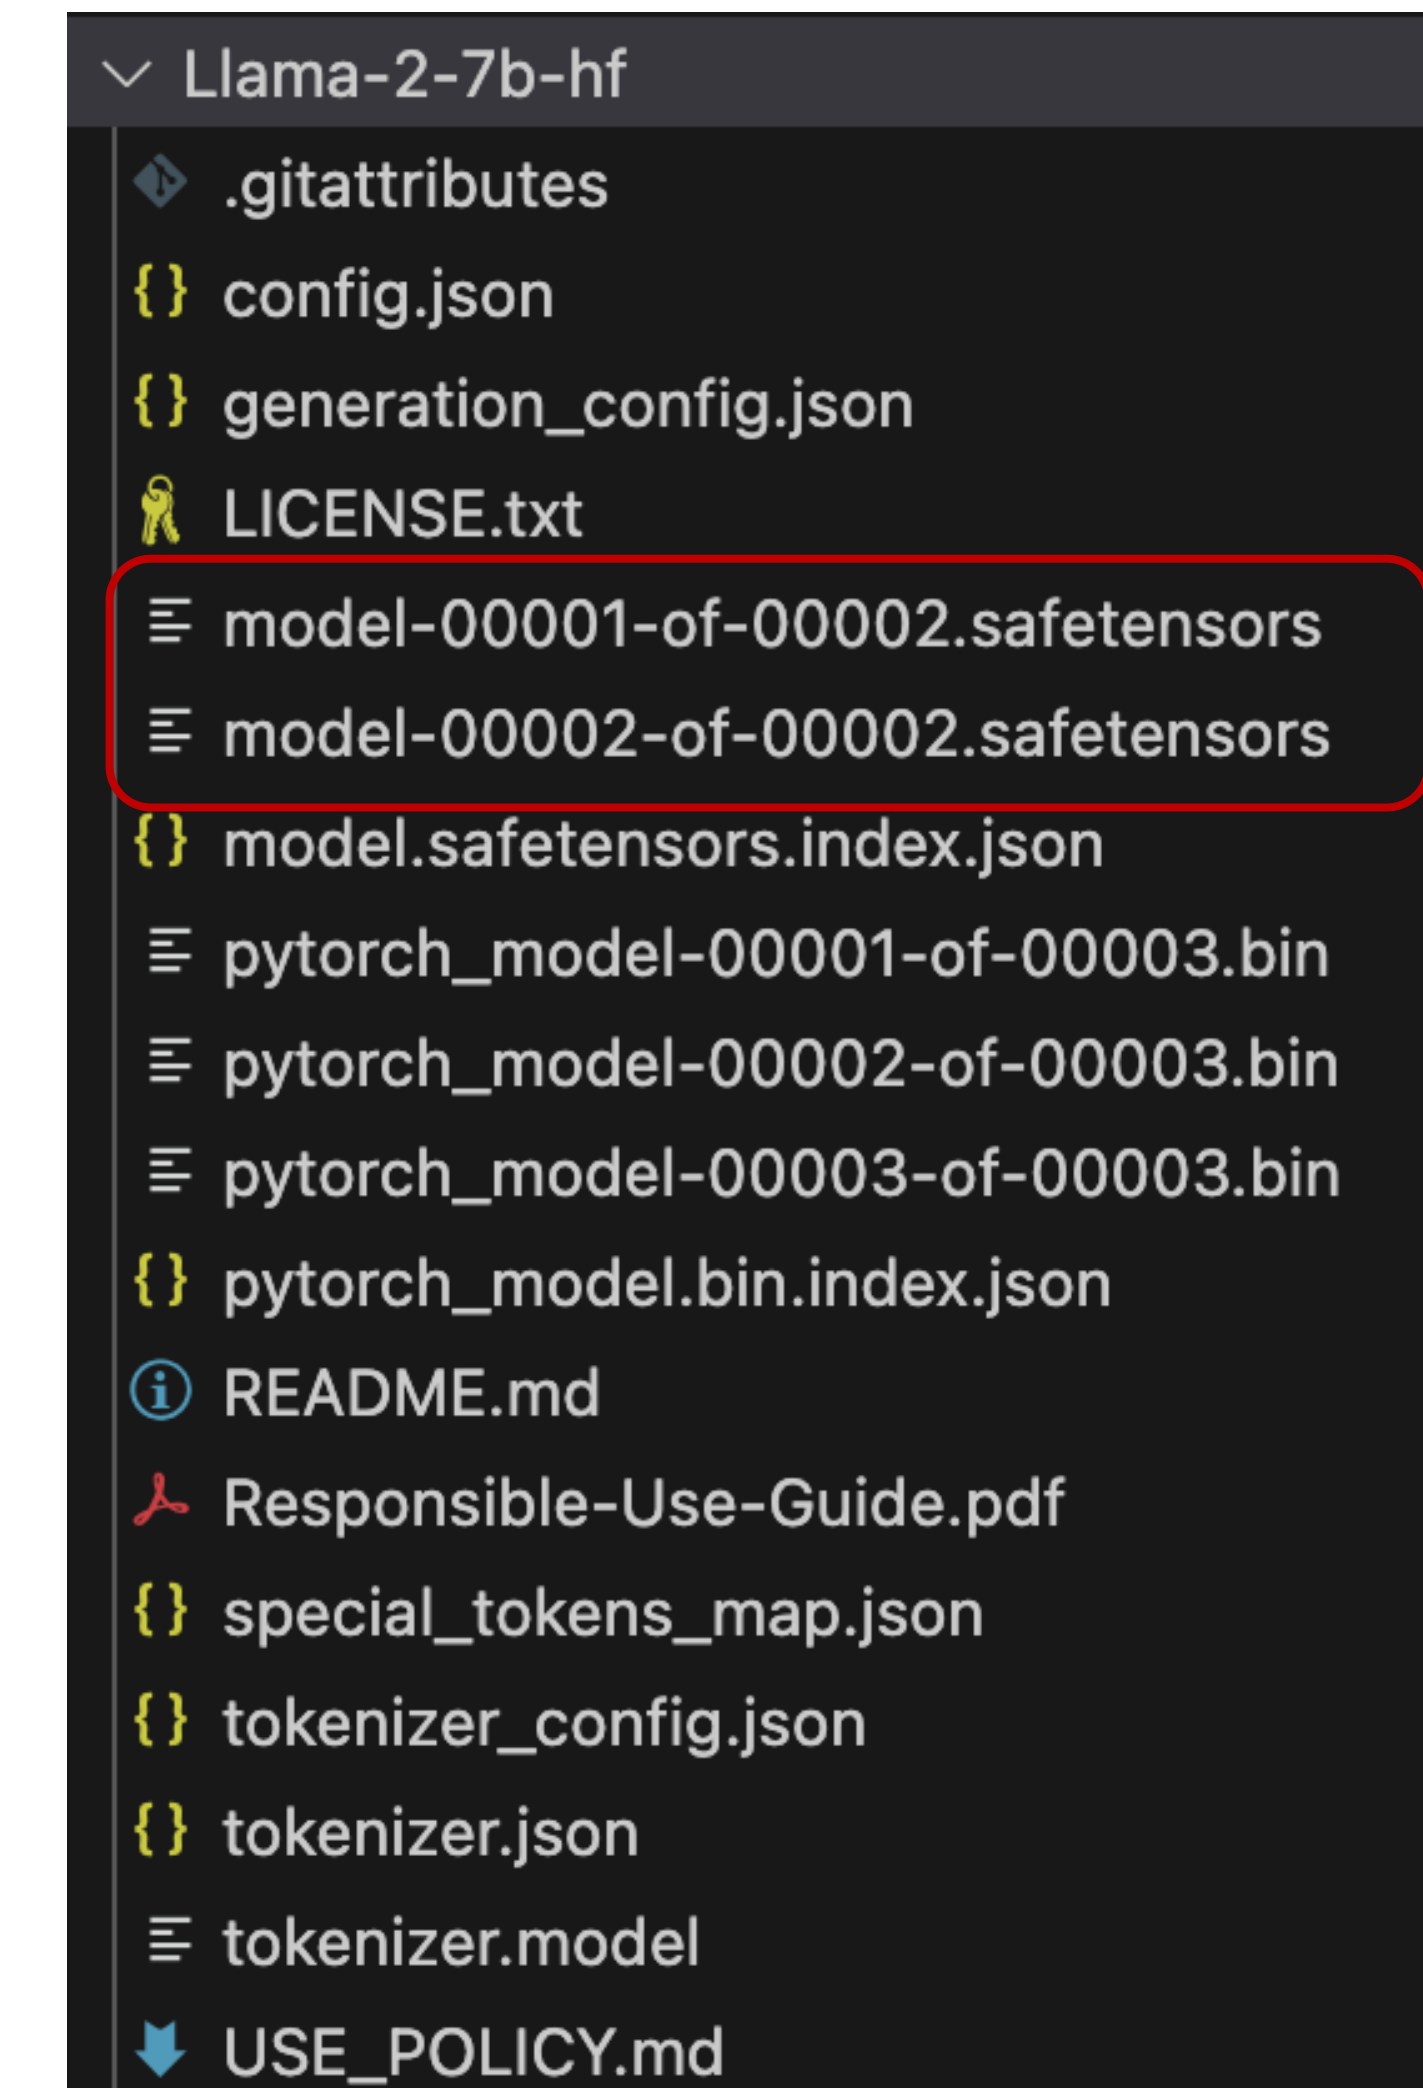 Llama-2-7b-hf
.gitattributes
config.json
generation_config.json
LICENSE.txt
model-00001-of-00002.safetensors
model-00002-of-00002.safetensors
model.safetensors.index.json
pytorch_model-00001-of-00003.bin
pytorch_model-00002-of-00003.bin
pytorch_model-00003-of-00003.bin
pytorch_model.bin.index.json
README.md
Responsible-Use-Guide.pdf
special_tokens_map.json
tokenizer_config.json
tokenizer.json
tokenizer.model
USE_POLICY.md